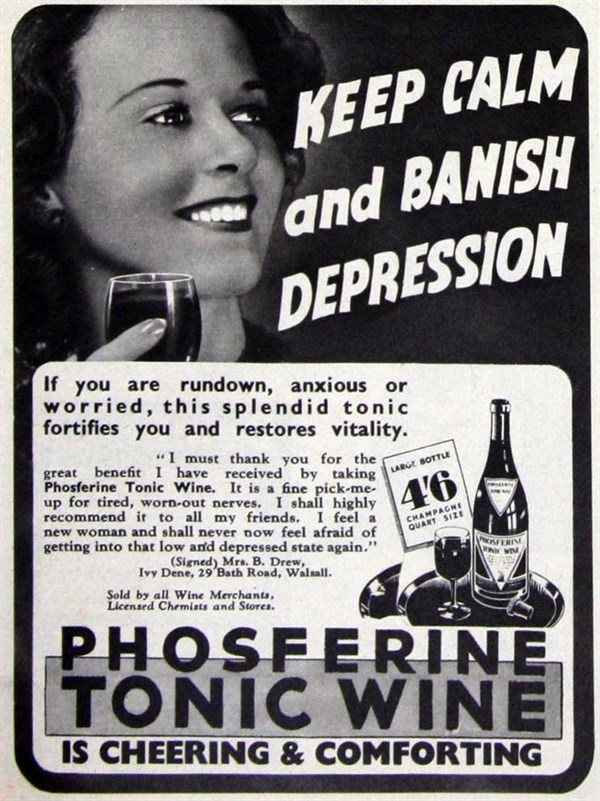 KEEP CALM
and BANISH
DEPRESSION
If you are rundown, anxious or
worried, this splendid tonic
fortifies you and restores vitality.
"I must thank you for the
great benefit I have received by taking
Phosferine Tonic Wine. It is a fine pick-me-
up for tired, worn-out nerves. I shall highly
recommend it to all my friends. I feel a
new woman and shall never now feel afraid of
getting into that low and depressed state again."
(Signed) Mrs. B. Drew,
Ivy Dene, 29 Bath Road, Walsall.
Sold by all Wine Merchants,
Licensed Chemists and Stores.
LARGE BOTTLE
4'6
CHAMPAGNE
QUART SIZE
PHOSFERINE
TONIC WINE
PHOSFERINE
TONIC WINE
IS CHEERING & COMFORTING